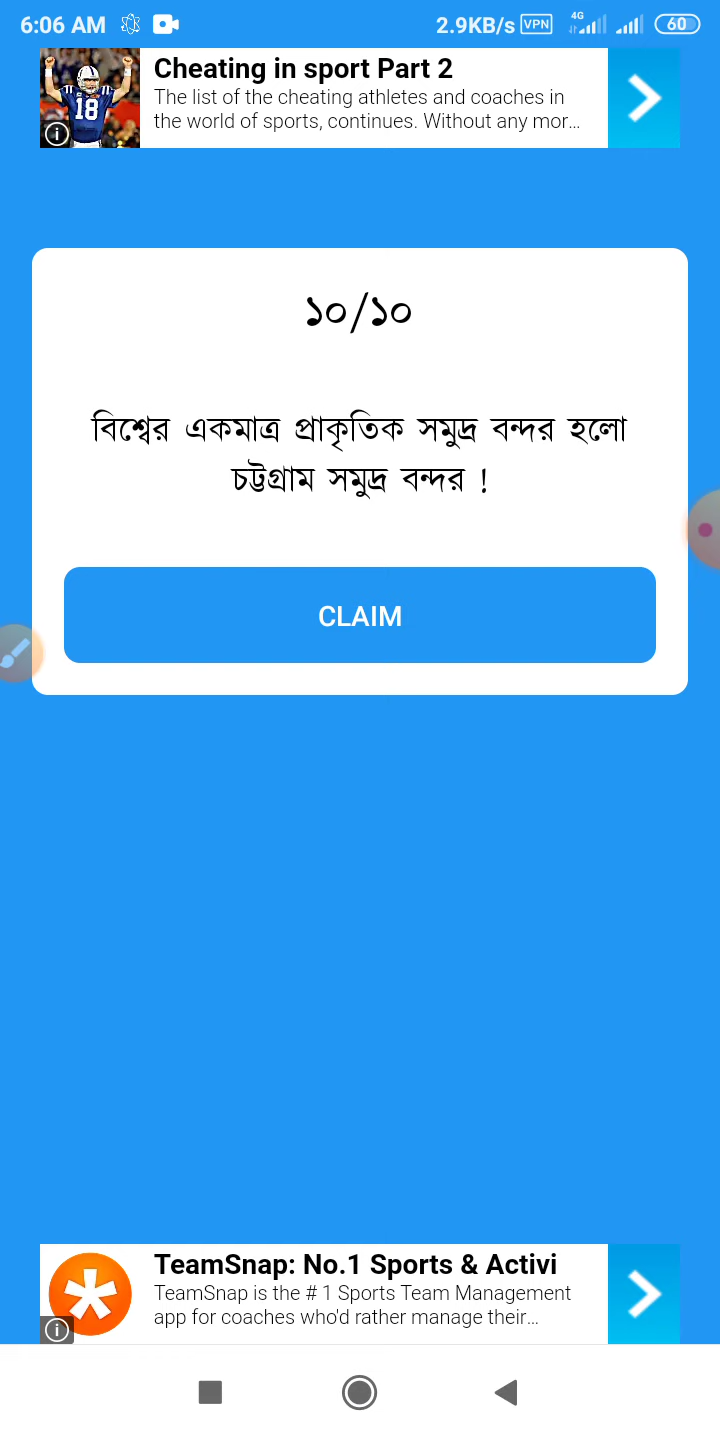 6:06 AM 2.9KB/s VPN 4G 60
Cheating in sport Part 2
The list of the cheating athletes and coaches in
the world of sports, continues. Without any mor...
১০/১০
বিশ্বের একমাত্র প্রাকৃতিক সমুদ্র বন্দর হলো
চট্টগ্রাম সমুদ্র বন্দর !
CLAIM
TeamSnap: No.1 Sports & Activi
TeamSnap is the # 1 Sports Team Management
app for coaches who'd rather manage their...